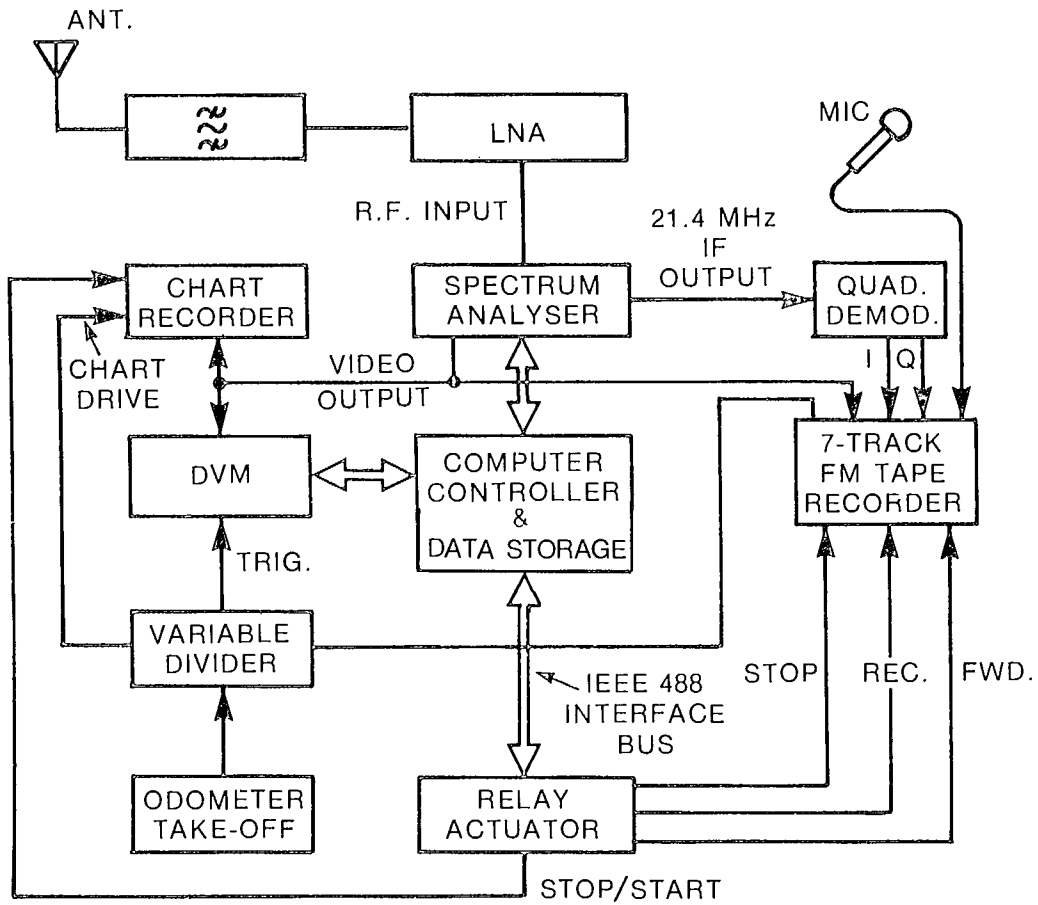 ANT.
LNA
MIC
R.F. INPUT
21.4 MHz
IF
OUTPUT
CHART
RECORDER
SPECTRUM
ANALYSER
QUAD.
DEMOD.
CHART
DRIVE
VIDEO
OUTPUT
I
Q
DVM
COMPUTER
CONTROLLER
&
DATA STORAGE
7-TRACK
FM TAPE
RECORDER
TRIG.
VARIABLE
DIVIDER
STOP
REC.
FWD.
IEEE 488
INTERFACE
BUS
ODOMETER
TAKE-OFF
RELAY
ACTUATOR
STOP/START